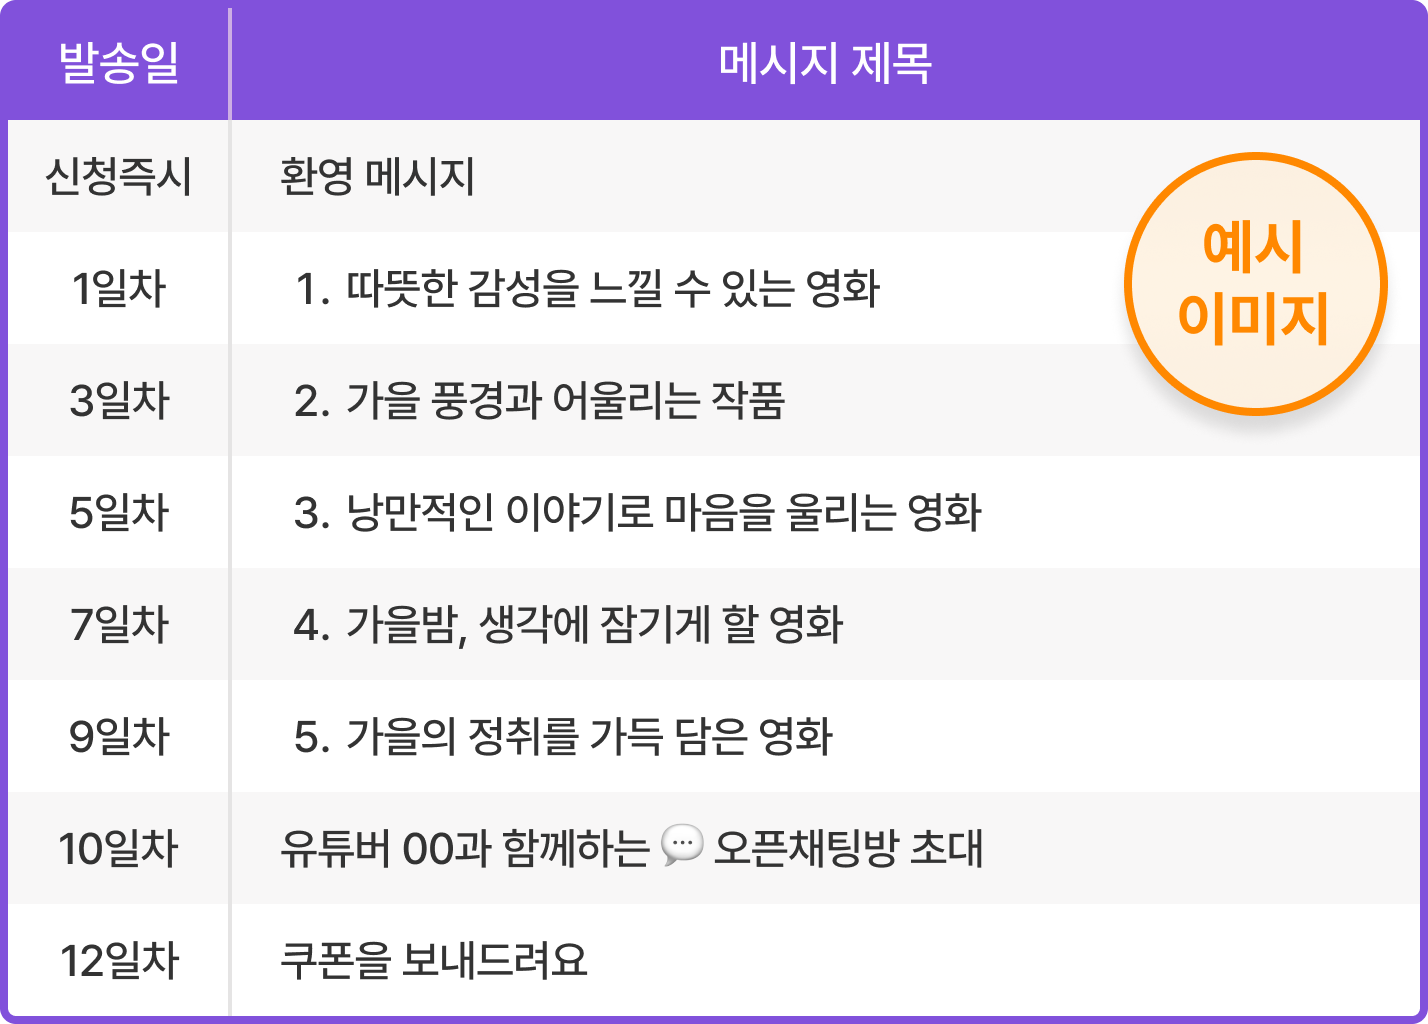 발송일 메시지 제목
신청즉시 환영 메시지
예시
이미지
1일차 1. 따뜻한 감성을 느낄 수 있는 영화
3일차 2. 가을 풍경과 어울리는 작품
5일차 3. 낭만적인 이야기로 마음을 울리는 영화
7일차 4. 가을밤, 생각에 잠기게 할 영화
9일차 5. 가을의 정취를 가득 담은 영화
10일차 유튜버 00과 함께하는 💬 오픈채팅방 초대
12일차 쿠폰을 보내드려요